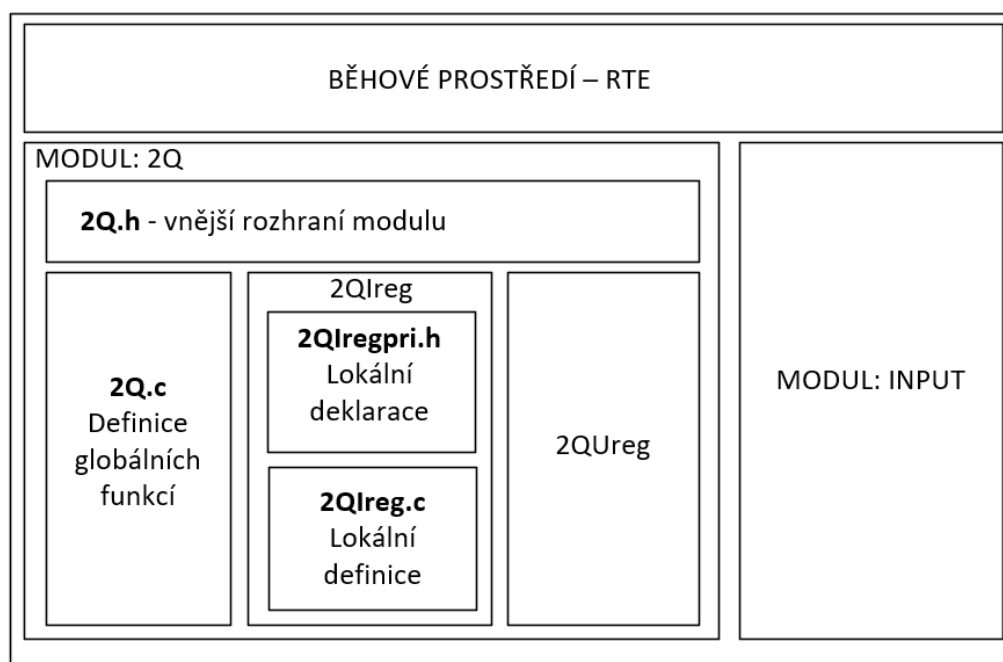 BĚHOVÉ PROSTŘEDÍ – RTE
MODUL: 2Q
2Q.h - vnější rozhraní modulu
2Q.c
Definice
globálních
funkcí
2QIreg
2QIregpri.h
Lokální
deklarace
2QIreg.c
Lokální
definice
2QUreg
MODUL: INPUT